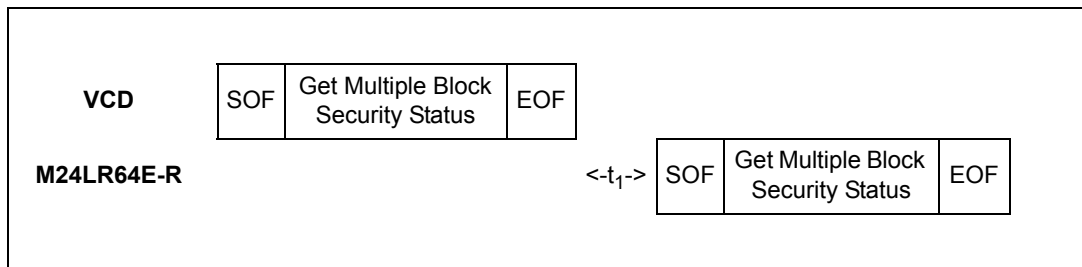 VCD SOF Get Multiple Block Security Status EOF
M24LR64E-R <-t1-> SOF Get Multiple Block Security Status EOF